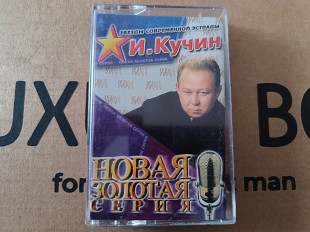 ЗВЕЗДЫ СОВРЕМЕННОЙ ЭСТРАДЫ
И.Кучин
UX
BO
for
man
НОВАЯ
ЗОЛОТАЯ
СЕРИЯ